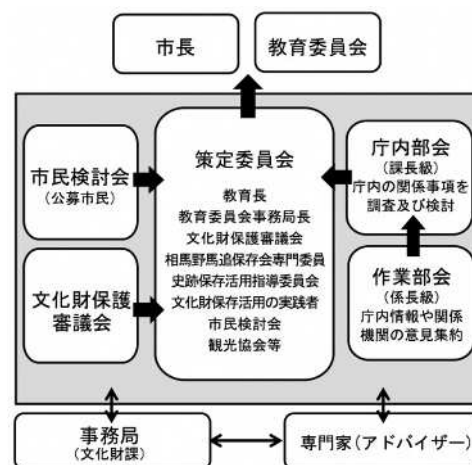 市長
教育委員会
市民検討会
(公募市民)
文化財保護
審議会
策定委員会
教育長
教育委員会事務局長
文化財保護審議会
相馬野馬追保存会専門委員
史跡保存活用指導委員会
文化財保存活用の実践者
市民検討会
観光協会等
庁内部会
(課長級)
庁内の関係事項を
調査及び検討
作業部会
(係長級)
庁内情報や関係
機関の意見集約
事務局
(文化財課)
専門家(アドバイザー)